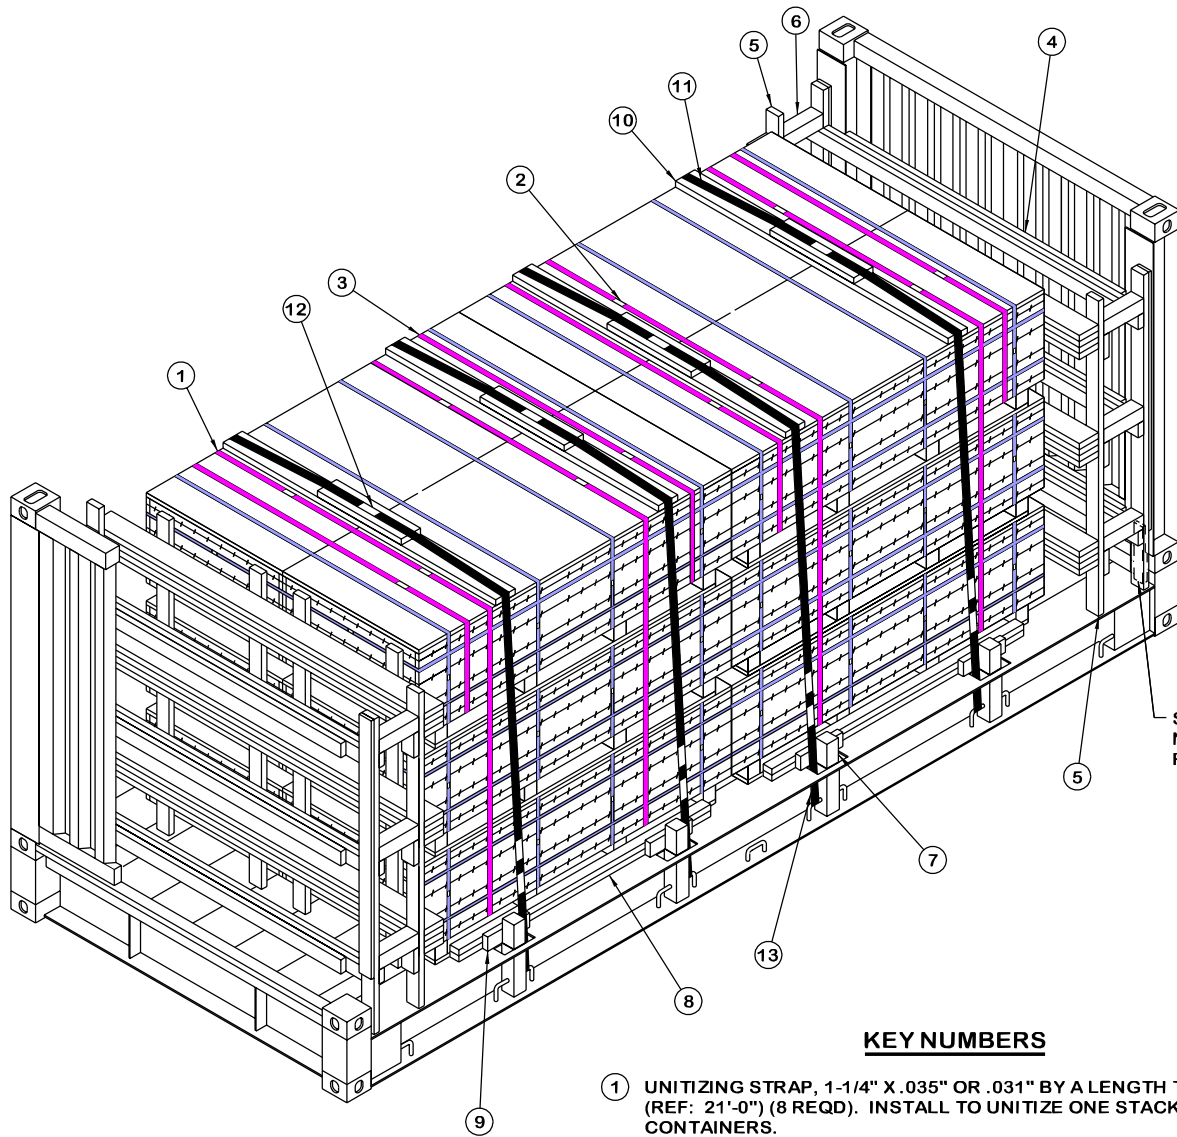 6
5
4
11
10
2
3
12
1
S
N
F
5
7
13
8
9
KEY NUMBERS
1 UNITIZING STRAP, 1-1/4" X .035" OR .031" BY A LENGTH
(REF: 21'-0") (8 REQD). INSTALL TO UNITIZE ONE STACK
CONTAINERS.